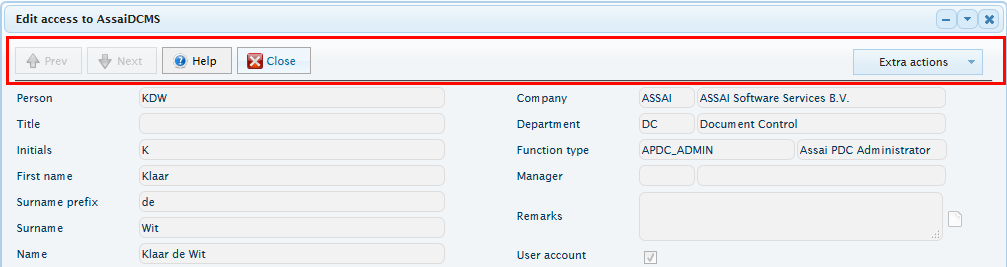 Edit access to AssaiDCMS
Prev Next Help Close Extra actions
Person KDW Company ASSAI ASSAI Software Services B.V.
Title Department DC Document Control
Initials K Function type APDC_ADMIN Assai PDC Administrator
First name Klaar Manager
Surname prefix de Remarks
Surname Wit
Name Klaar de Wit User account